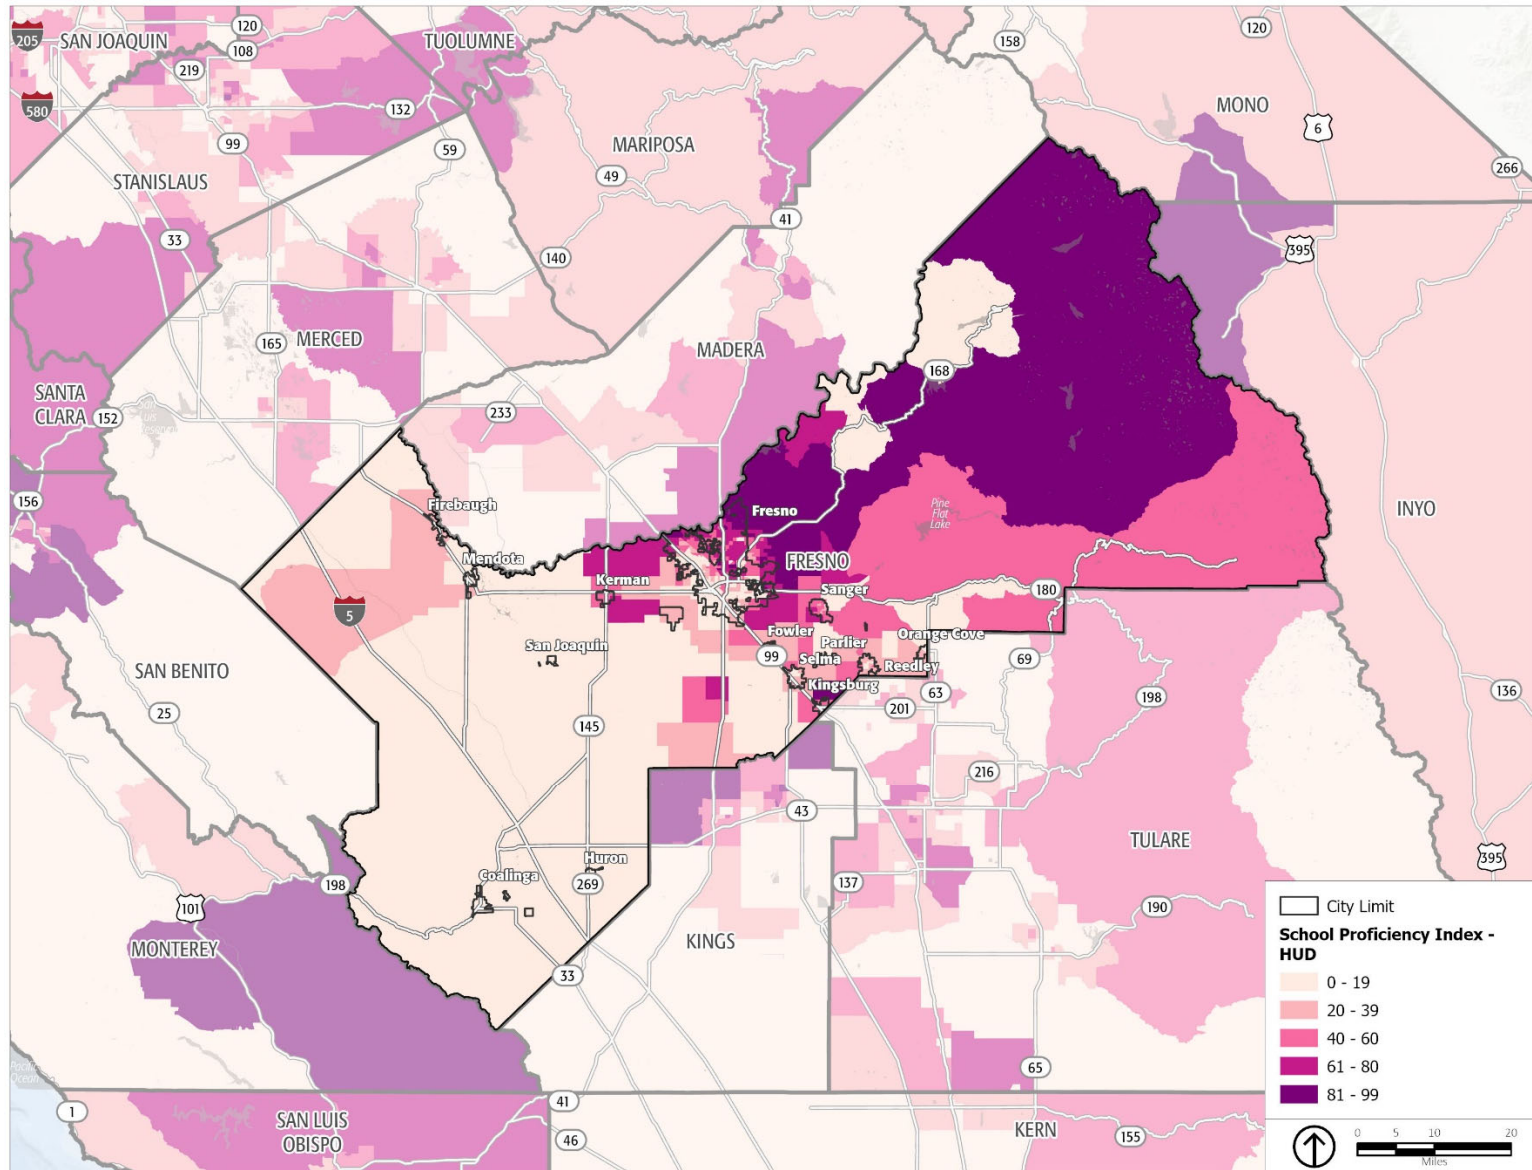 205
SAN JOAQUIN
120
108
219
TUOLUMNE
158
120
580
132
MONO
6
99
59
MARIPOSA
266
STANISLAUS
49
33
41
395
140
165
MERCED
MADERA
168
SANTA
CLARA
152
233
156
Firebaugh
Pine
Flat
Lake
Fresno
INYO
Mendota
FRESNO
Kerman
Sanger
180
5
Fowler
Parlier
Orange Cove
San Joaquin
99
Selma
Reedley
69
SAN BENITO
Kingsburg
63
198
136
25
145
201
216
43
TULARE
Huron
395
198
Coalinga
269
137
101
190
MONTEREY
KINGS
33
65
Pacific
Ocean
1
SAN LUIS
OBISPO
41
46
KERN
155
City Limit
School Proficiency Index -
HUD
0 - 19
20 - 39
40 - 60
61 - 80
81 - 99
0 5 10 20
Miles